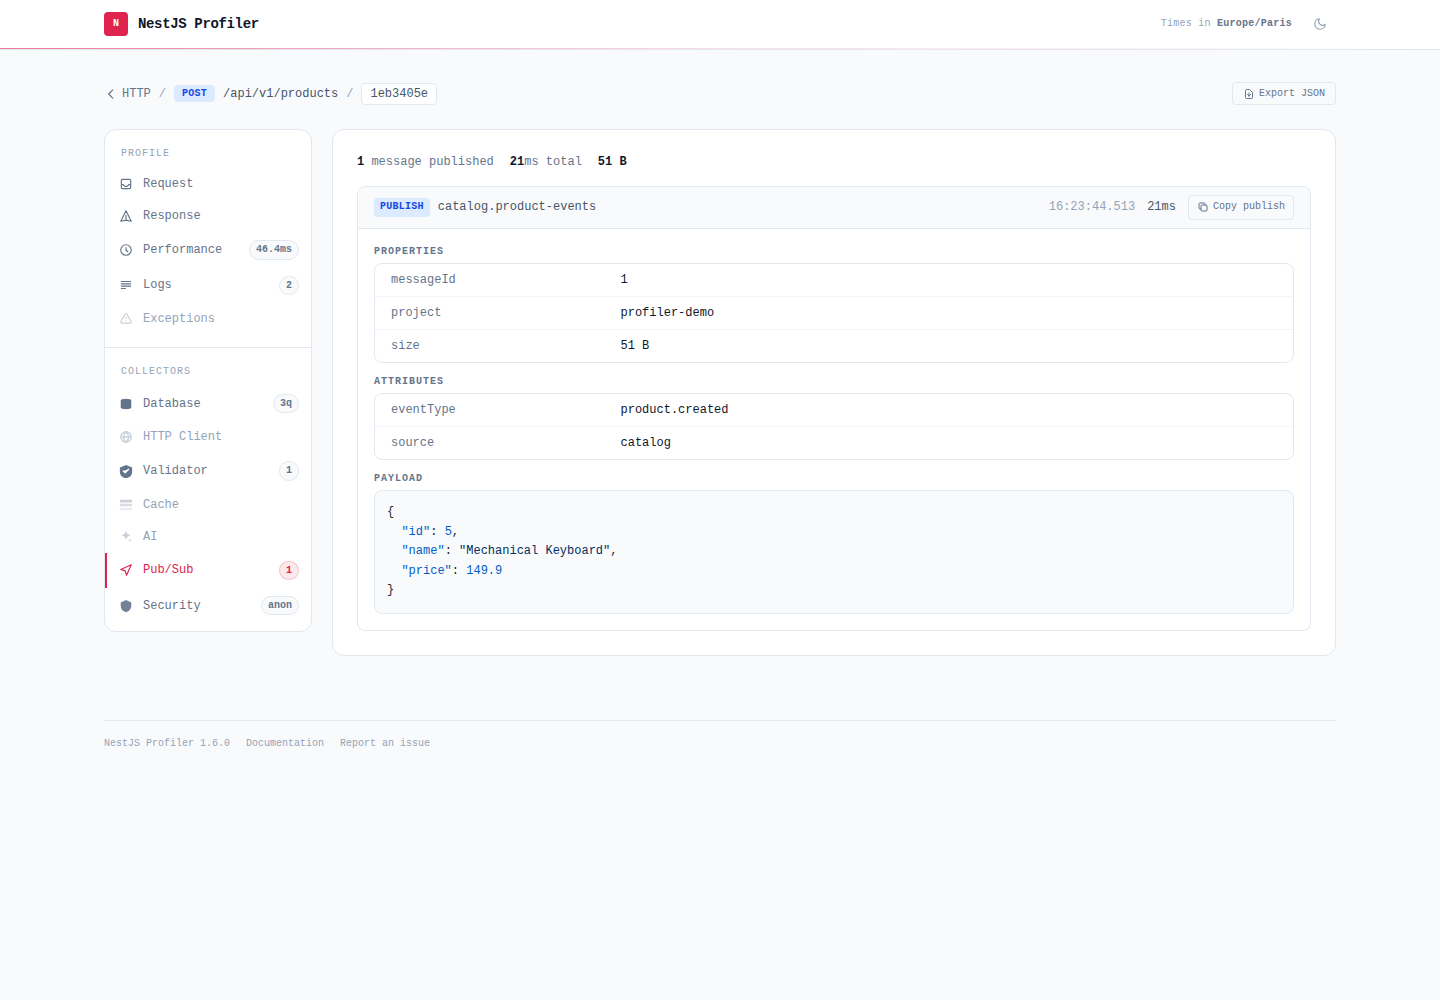 N NestJS Profiler Times in Europe/Paris
HTTP / POST /api/v1/products / 1eb3405e Export JSON
PROFILE
Request
Response
Performance 46.4ms
Logs 2
Exceptions
COLLECTORS
Database 3q
HTTP Client
Validator 1
Cache
AI
Pub/Sub 1
Security anon
1 message published 21ms total 51 B
PUBLISH catalog.product-events 16:23:44.513 21ms Copy publish
PROPERTIES
messageId 1
project profiler-demo
size 51 B
ATTRIBUTES
eventType product.created
source catalog
PAYLOAD
{
  "id": 5,
  "name": "Mechanical Keyboard",
  "price": 149.9
}
NestJS Profiler 1.6.0 Documentation Report an issue